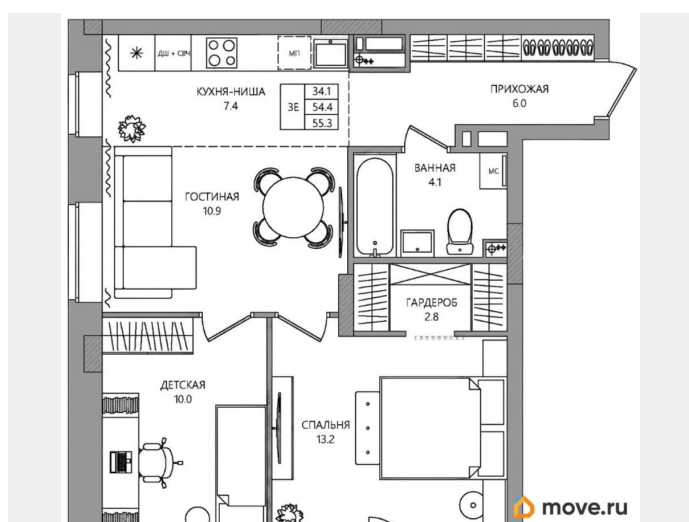 ДШ + СВЧ
МП
КУХНЯ-НИША
7.4
3Е
34.1
54.4
55.3
ПРИХОЖАЯ
6.0
ВАННАЯ
4.1
МС
ГОСТИНАЯ
10.9
ГАРДЕРОБ
2.8
ДЕТСКАЯ
10.0
СПАЛЬНЯ
13.2
move.ru